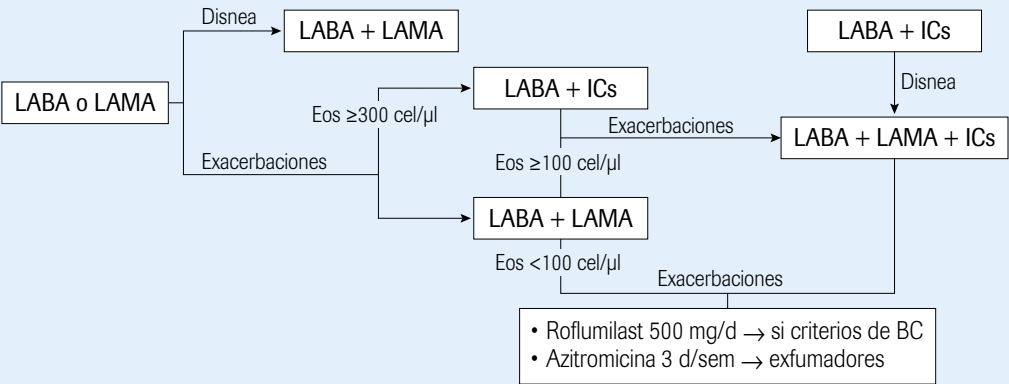 Disnea
LABA + LAMA
LABA + ICs
LABA o LAMA
Disnea
LABA + ICs
Eos ≥300 cel/µl
Exacerbaciones
LABA + LAMA + ICs
Exacerbaciones
Eos ≥100 cel/µl
LABA + LAMA
Eos <100 cel/µl
Exacerbaciones
• Roflumilast 500 mg/d → si criterios de BC
• Azitromicina 3 d/sem → exfumadores